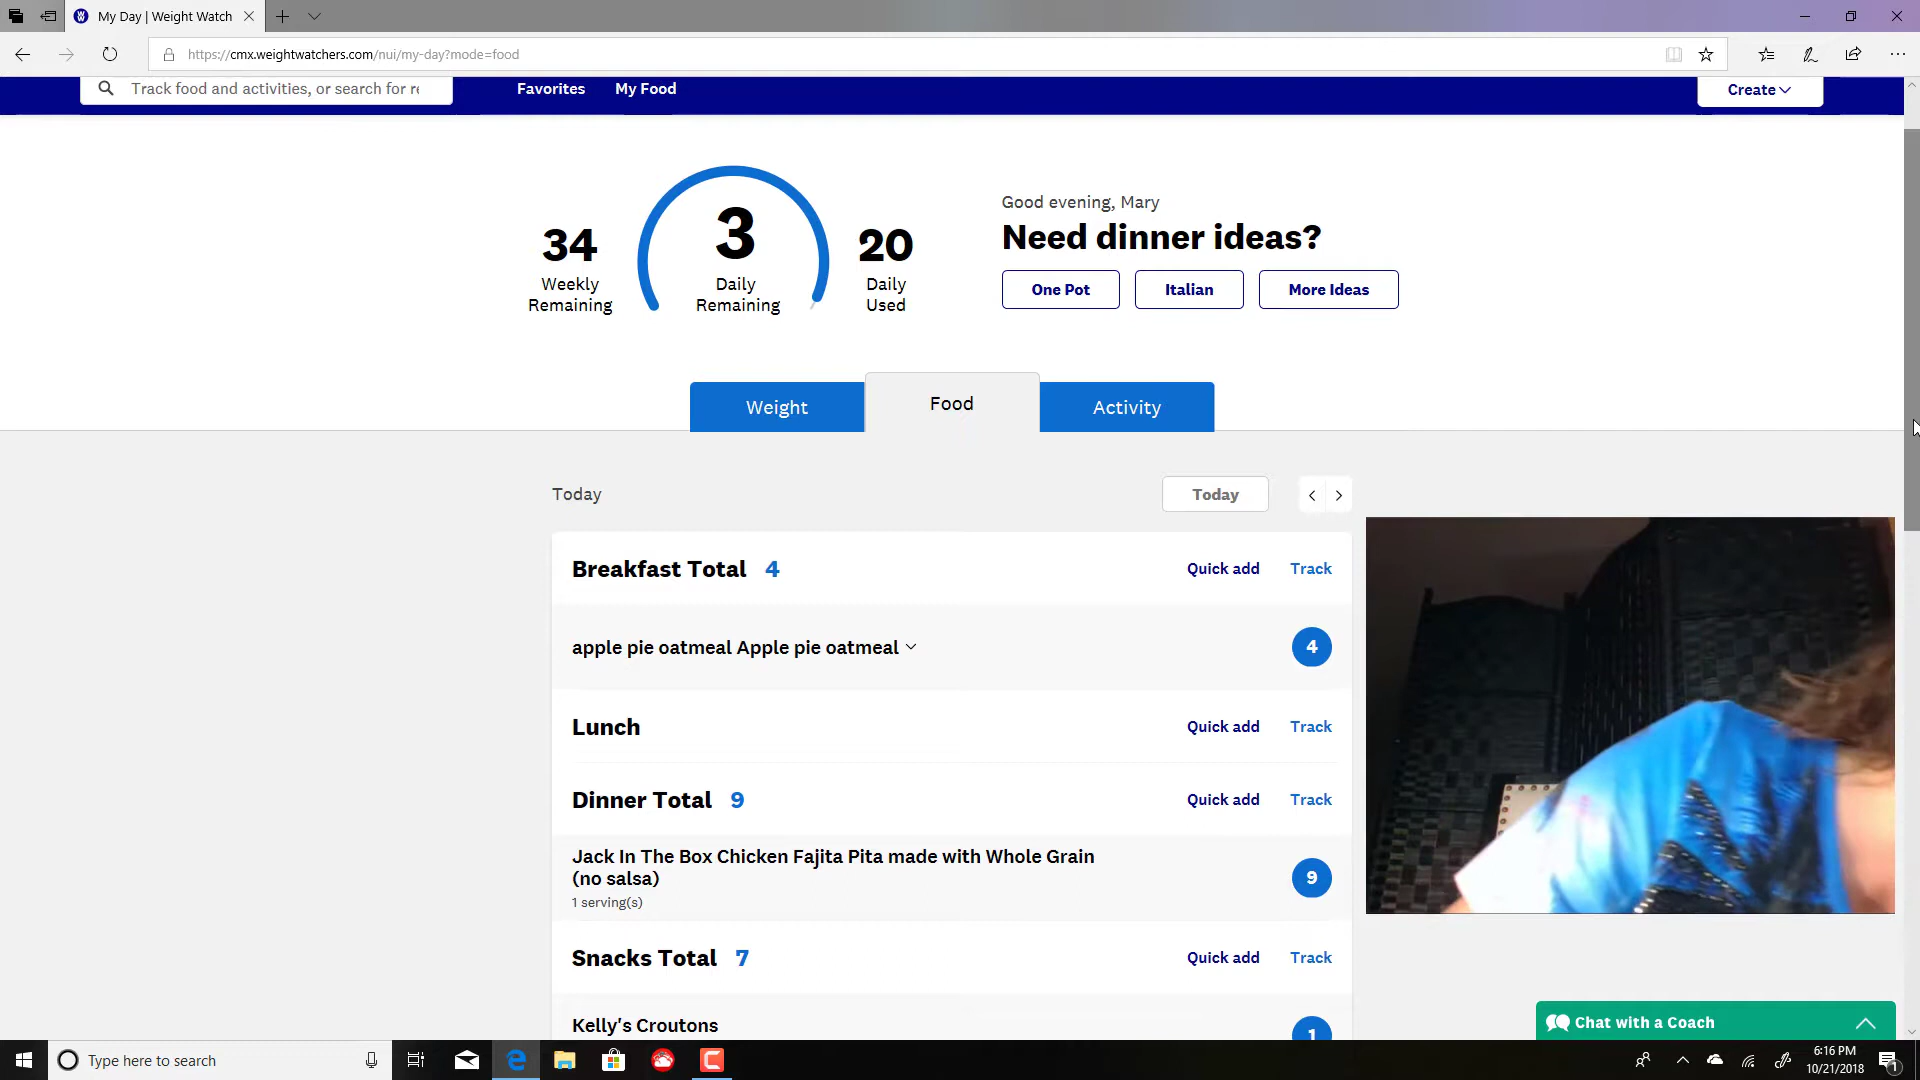 My Day | Weight Watch
https://cmx.weightwatchers.com/nui/my-day?mode=food
Track food and activities, or search for re
Favorites
My Food
Create
34
Weekly
Remaining
3
Daily
Remaining
20
Daily
Used
Good evening, Mary
Need dinner ideas?
One Pot
Italian
More Ideas
Weight
Food
Activity
Today
Today
Breakfast Total 4
Quick add
Track
apple pie oatmeal Apple pie oatmeal
4
Lunch
Quick add
Track
Dinner Total 9
Quick add
Track
Jack In The Box Chicken Fajita Pita made with Whole Grain
(no salsa)
1 serving(s)
9
Snacks Total 7
Quick add
Track
Kelly's Croutons
1
Chat with a Coach
Type here to search
6:16 PM
10/21/2018
1